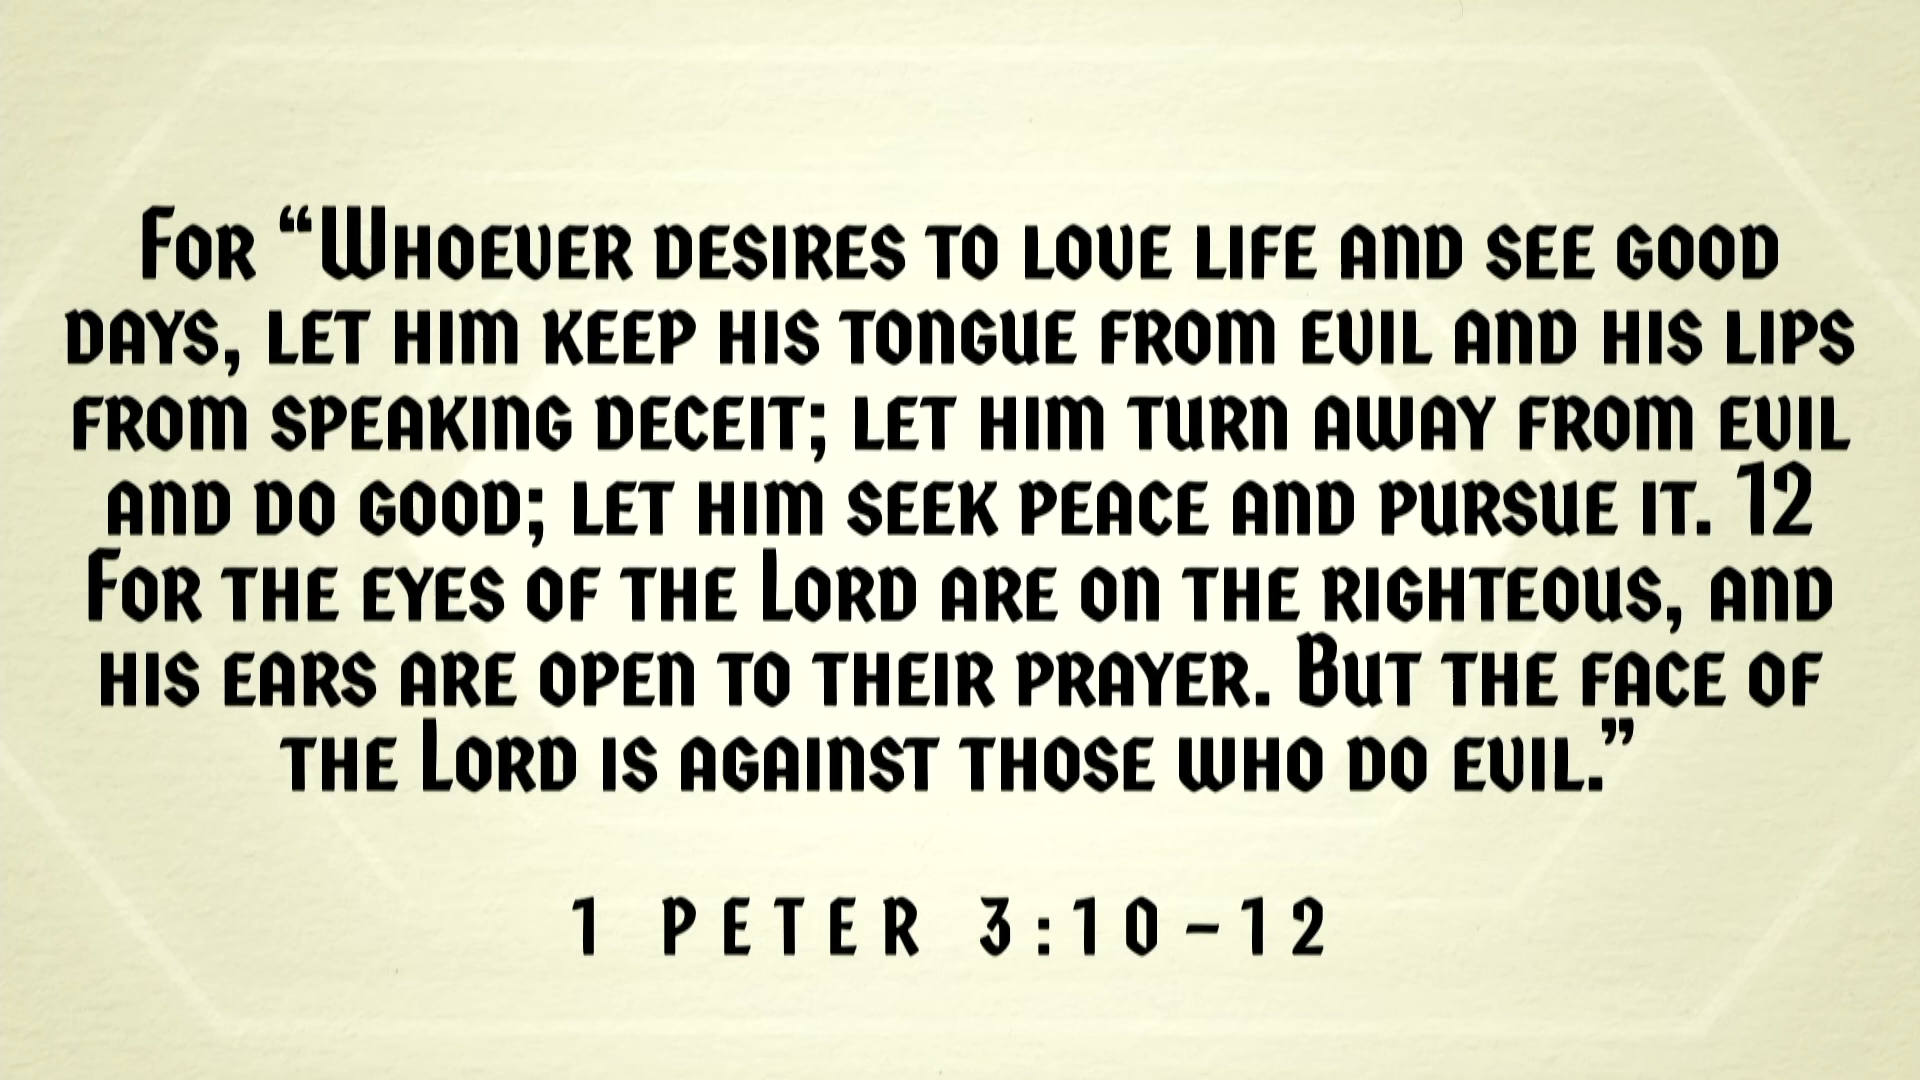 For “Whoever desires to love life and see good
days, let him keep his tongue from evil and his lips
from speaking deceit; let him turn away from evil
and do good; let him seek peace and pursue it. 12
For the eyes of the Lord are on the righteous, and
his ears are open to their prayer. But the face of
the Lord is against those who do evil.”
1 PETER 3:10-12